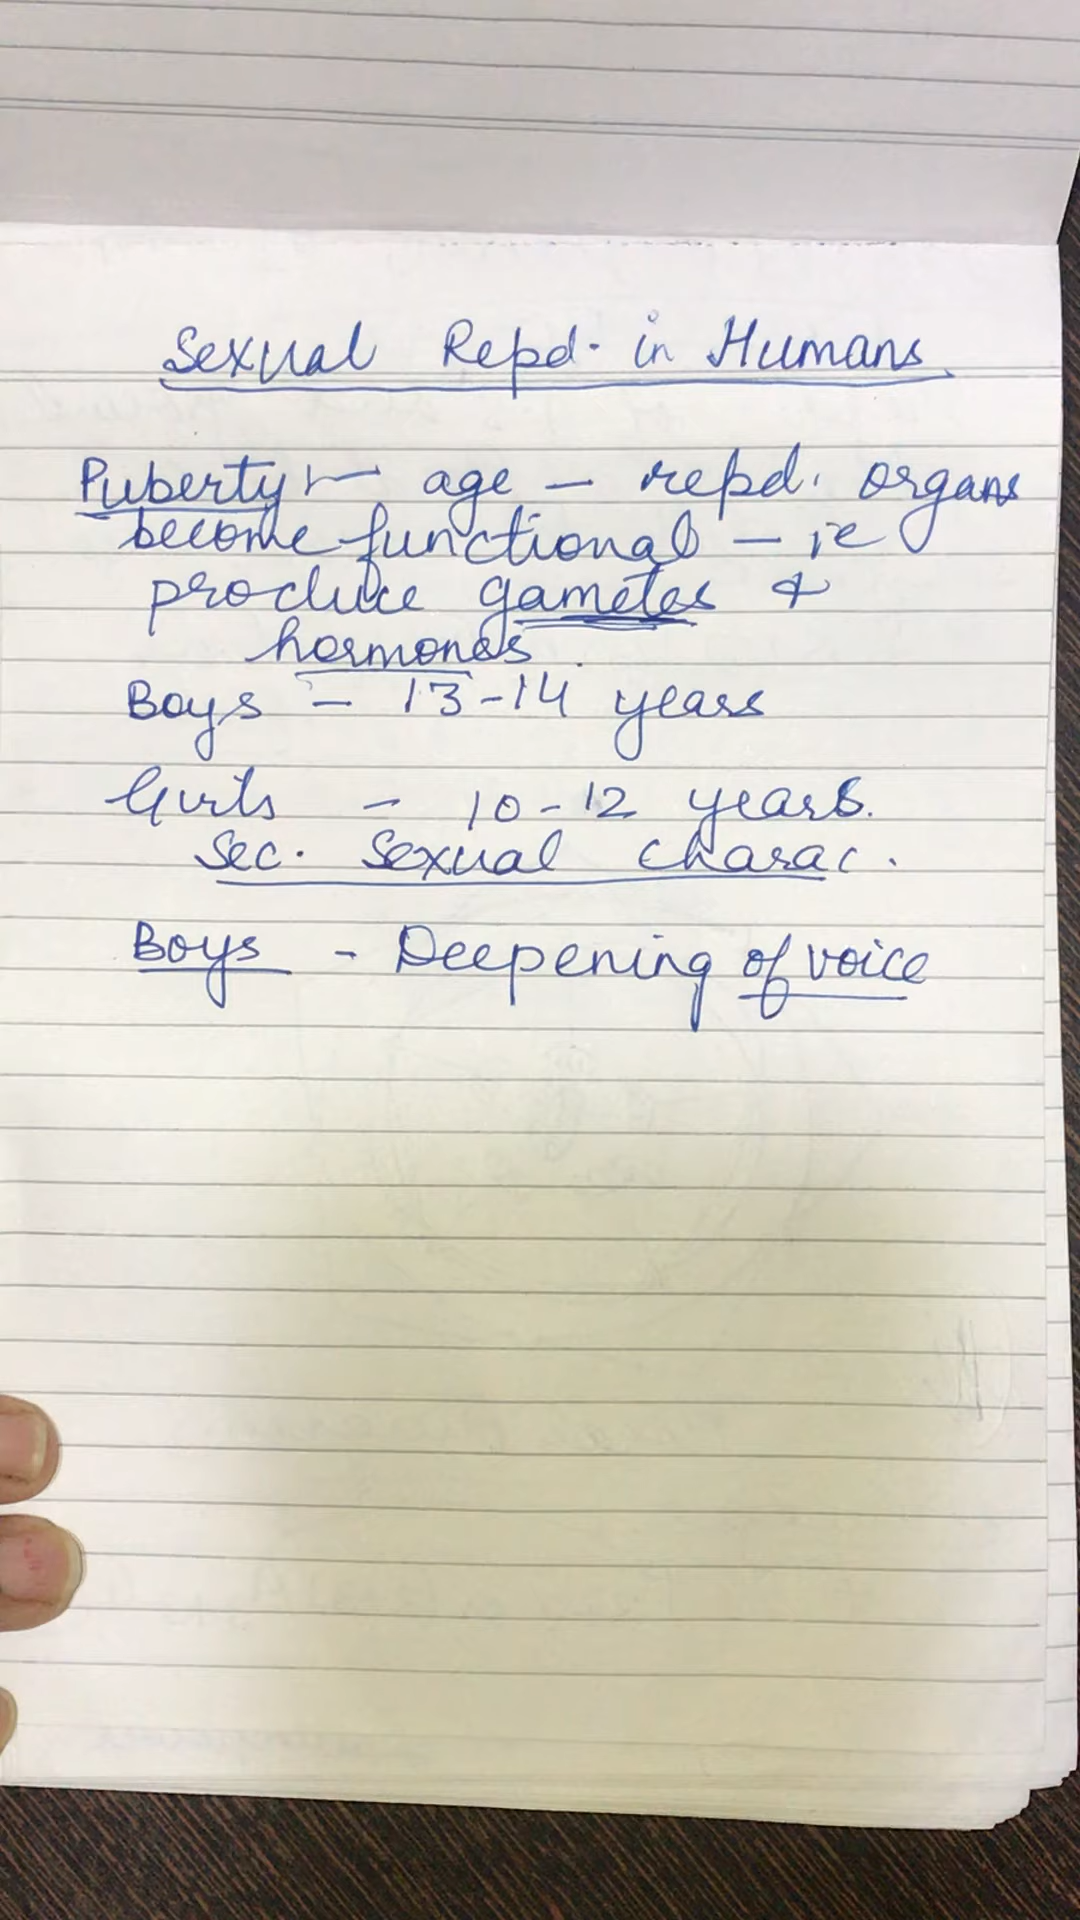 Sexual Repd. in Humans
Puberty :— age — repd. organs
become functional — ie
produce gametes &
hormones
Boys — 13-14 years
Girls — 10-12 years.
Sec. Sexual charac.
Boys - Deepening of voice